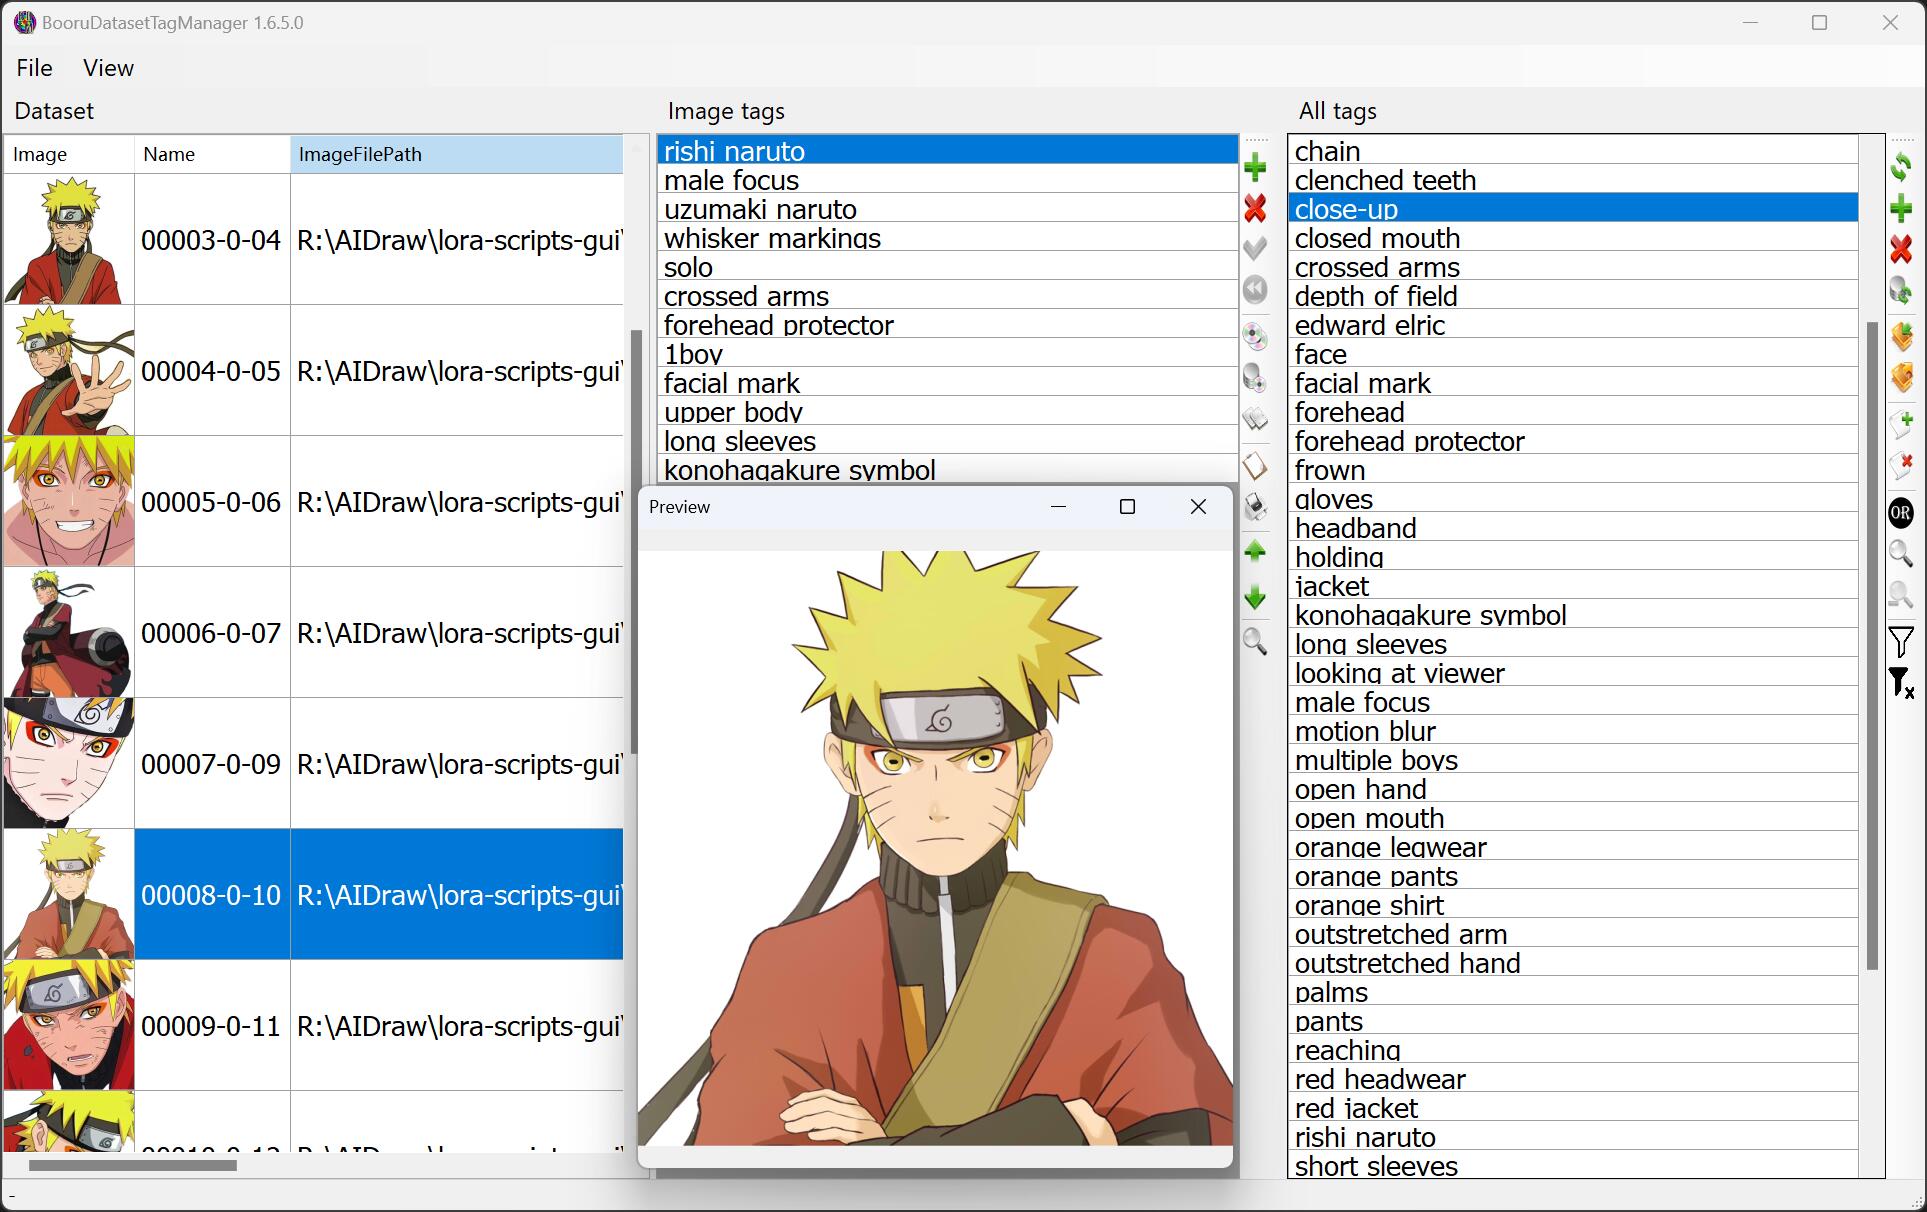 BooruDatasetTagManager 1.6.5.0
File View
Dataset
Image Name ImageFilePath
00003-0-04 R:\AIDraw\lora-scripts-gui\
00004-0-05 R:\AIDraw\lora-scripts-gui\
00005-0-06 R:\AIDraw\lora-scripts-gui\
00006-0-07 R:\AIDraw\lora-scripts-gui\
00007-0-09 R:\AIDraw\lora-scripts-gui\
00008-0-10 R:\AIDraw\lora-scripts-gui\
00009-0-11 R:\AIDraw\lora-scripts-gui\
-
Image tags
rishi naruto
male focus
uzumaki naruto
whisker markings
solo
crossed arms
forehead protector
1boy
facial mark
upper body
long sleeves
konohagakure symbol
Preview
All tags
chain
clenched teeth
close-up
closed mouth
crossed arms
depth of field
edward elric
face
facial mark
forehead
forehead protector
frown
gloves
headband
holding
jacket
konohagakure symbol
long sleeves
looking at viewer
male focus
motion blur
multiple boys
open hand
open mouth
orange legwear
orange pants
orange shirt
outstretched arm
outstretched hand
palms
pants
reaching
red headwear
red jacket
rishi naruto
short sleeves
OR